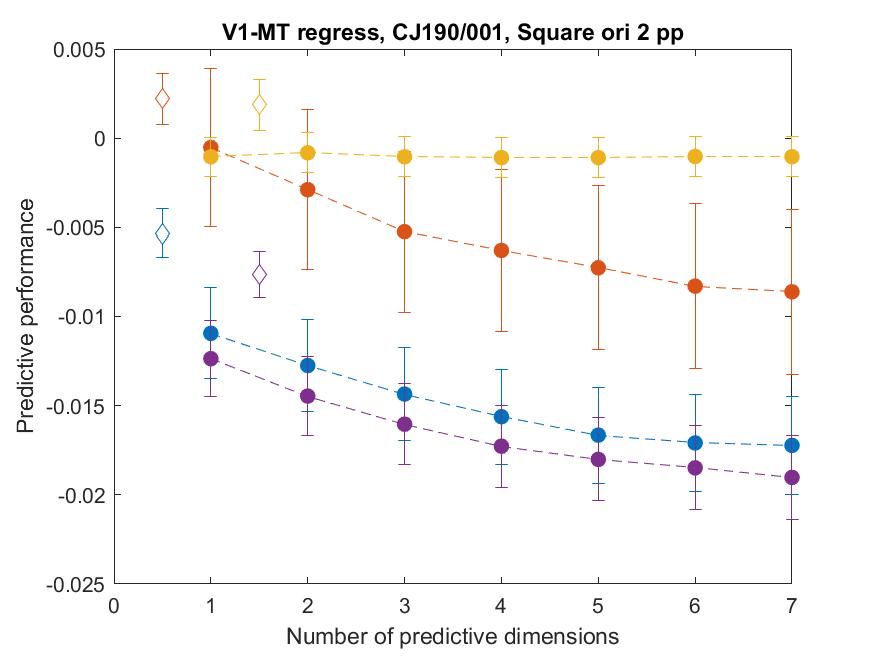 V1-MT regress, CJ190/001, Square ori 2 pp
0.005
0
-0.005
-0.01
-0.015
-0.02
-0.025
Predictive performance
0 1 2 3 4 5 6 7
Number of predictive dimensions